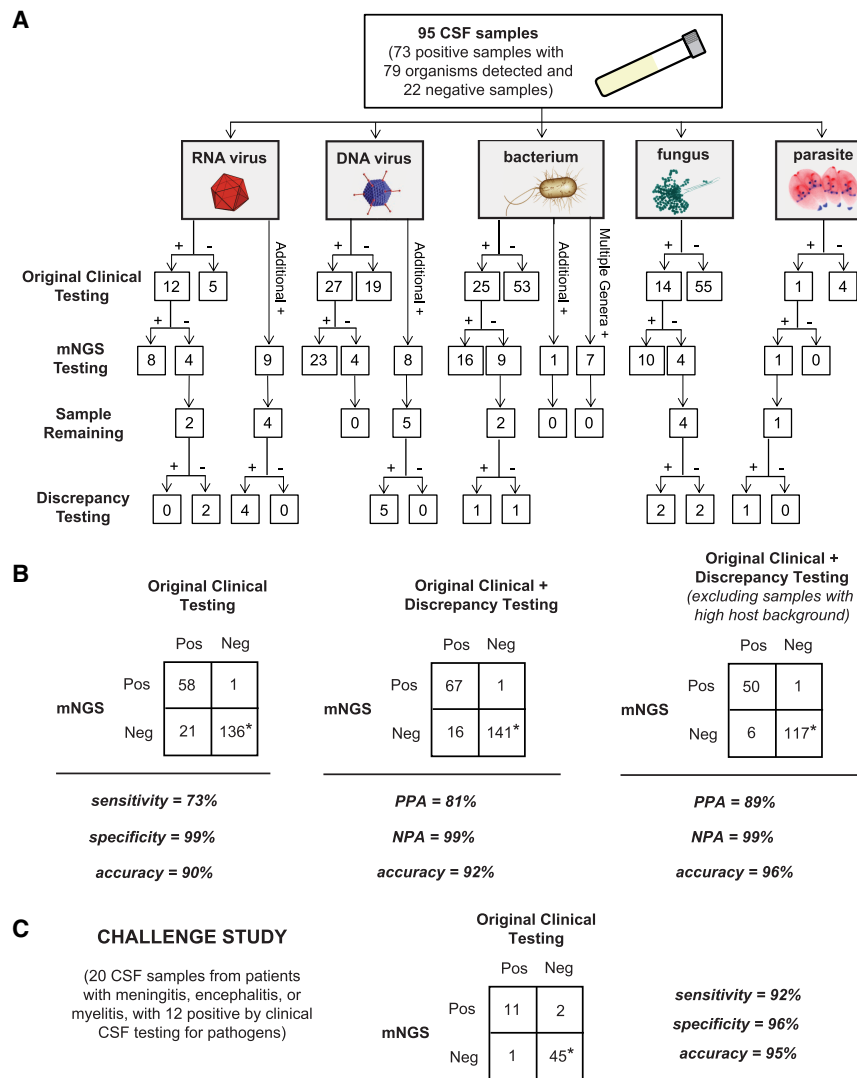 A
95 CSF samples
(73 positive samples with
79 organisms detected and
22 negative samples)
RNA virus
DNA virus
bacterium
fungus
parasite
+ - Additional + + - Additional + + - Additional + Multiple Genera + + - + -
Original Clinical
Testing
12 5 27 19 25 53 14 55 1 4
+ - + - + - + - + -
mNGS
Testing
8 4 9 23 4 8 16 9 1 7 10 4 1 0
Sample
Remaining
2 4 0 5 2 0 0 4 1
+ - + - + - + - + - + -
Discrepancy
Testing
0 2 4 0 5 0 1 1 2 2 1 0
B
Original Clinical
Testing
Pos Neg
mNGS
Pos 58 1
Neg 21 136*
sensitivity = 73%
specificity = 99%
accuracy = 90%
Original Clinical +
Discrepancy Testing
Pos Neg
mNGS
Pos 67 1
Neg 16 141*
PPA = 81%
NPA = 99%
accuracy = 92%
Original Clinical +
Discrepancy Testing
(excluding samples with
high host background)
Pos Neg
mNGS
Pos 50 1
Neg 6 117*
PPA = 89%
NPA = 99%
accuracy = 96%
C
CHALLENGE STUDY
(20 CSF samples from patients
with meningitis, encephalitis, or
myelitis, with 12 positive by clinical
CSF testing for pathogens)
Original Clinical
Testing
Pos Neg
mNGS
Pos 11 2
Neg 1 45*
sensitivity = 92%
specificity = 96%
accuracy = 95%